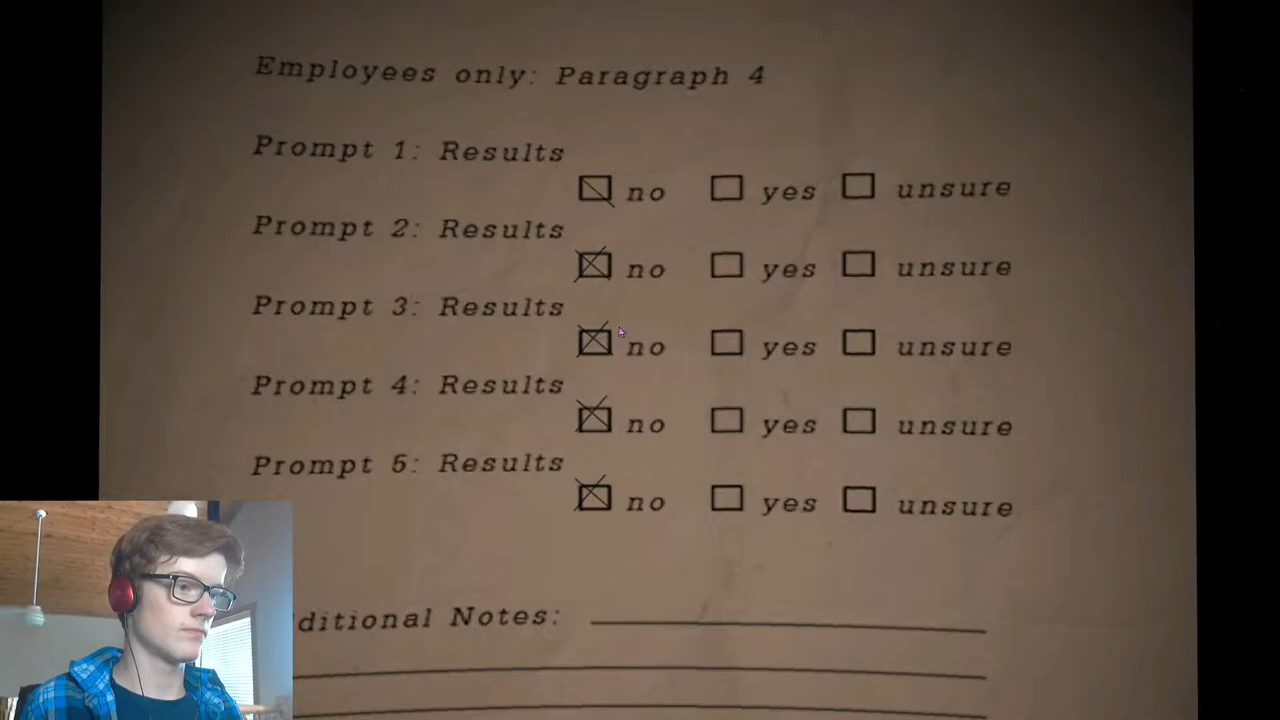 Employees only: Paragraph 4
Prompt 1: Results
no yes unsure
Prompt 2: Results
no yes unsure
Prompt 3: Results
no yes unsure
Prompt 4: Results
no yes unsure
Prompt 5: Results
no yes unsure
ditional Notes: